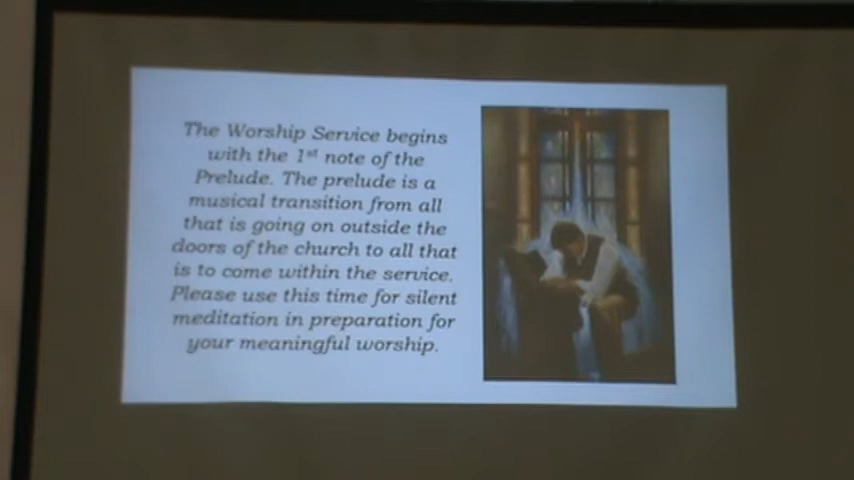 The Worship Service begins
with the 1st note of the
Prelude. The prelude is a
musical transition from all
that is going on outside the
doors of the church to all that
is to come within the service.
Please use this time for silent
meditation in preparation for
your meaningful worship.